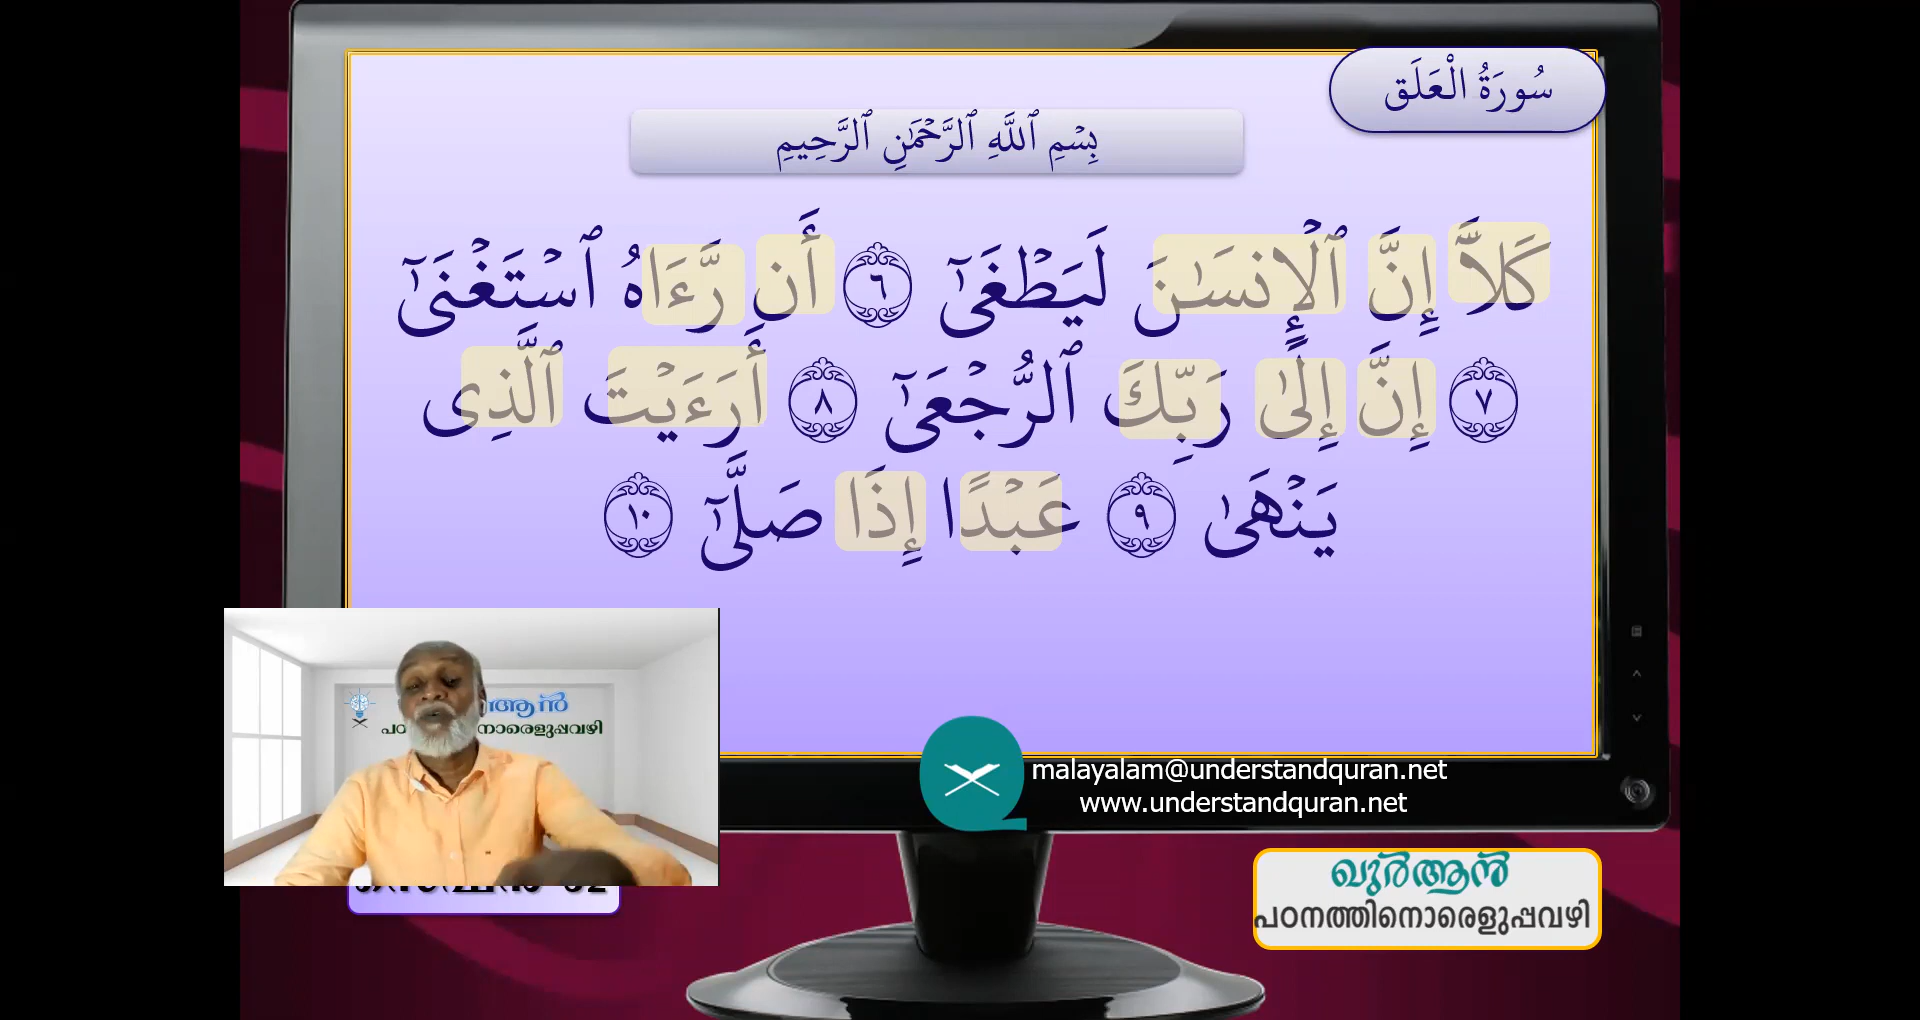 سُورَةُ الْعَلَق
بِسْمِ ٱللَّهِ ٱلرَّحْمَٰنِ ٱلرَّحِيمِ
كَلَّآ إِنَّ ٱلْإِنسَـٰنَ لَيَطْغَىٰٓ ٦ أَن رَّءَاهُ ٱسْتَغْنَىٰٓ
٧ إِنَّ إِلَىٰ رَبِّكَ ٱلرُّجْعَىٰٓ ٨ أَرَءَيْتَ ٱلَّذِى
يَنْهَىٰ ٩ عَبْدًا إِذَا صَلَّىٰٓ ١٠
malayalam@understandquran.net
www.understandquran.net
ഖുർആൻ
പഠനത്തിനൊരെളുപ്പവഴി